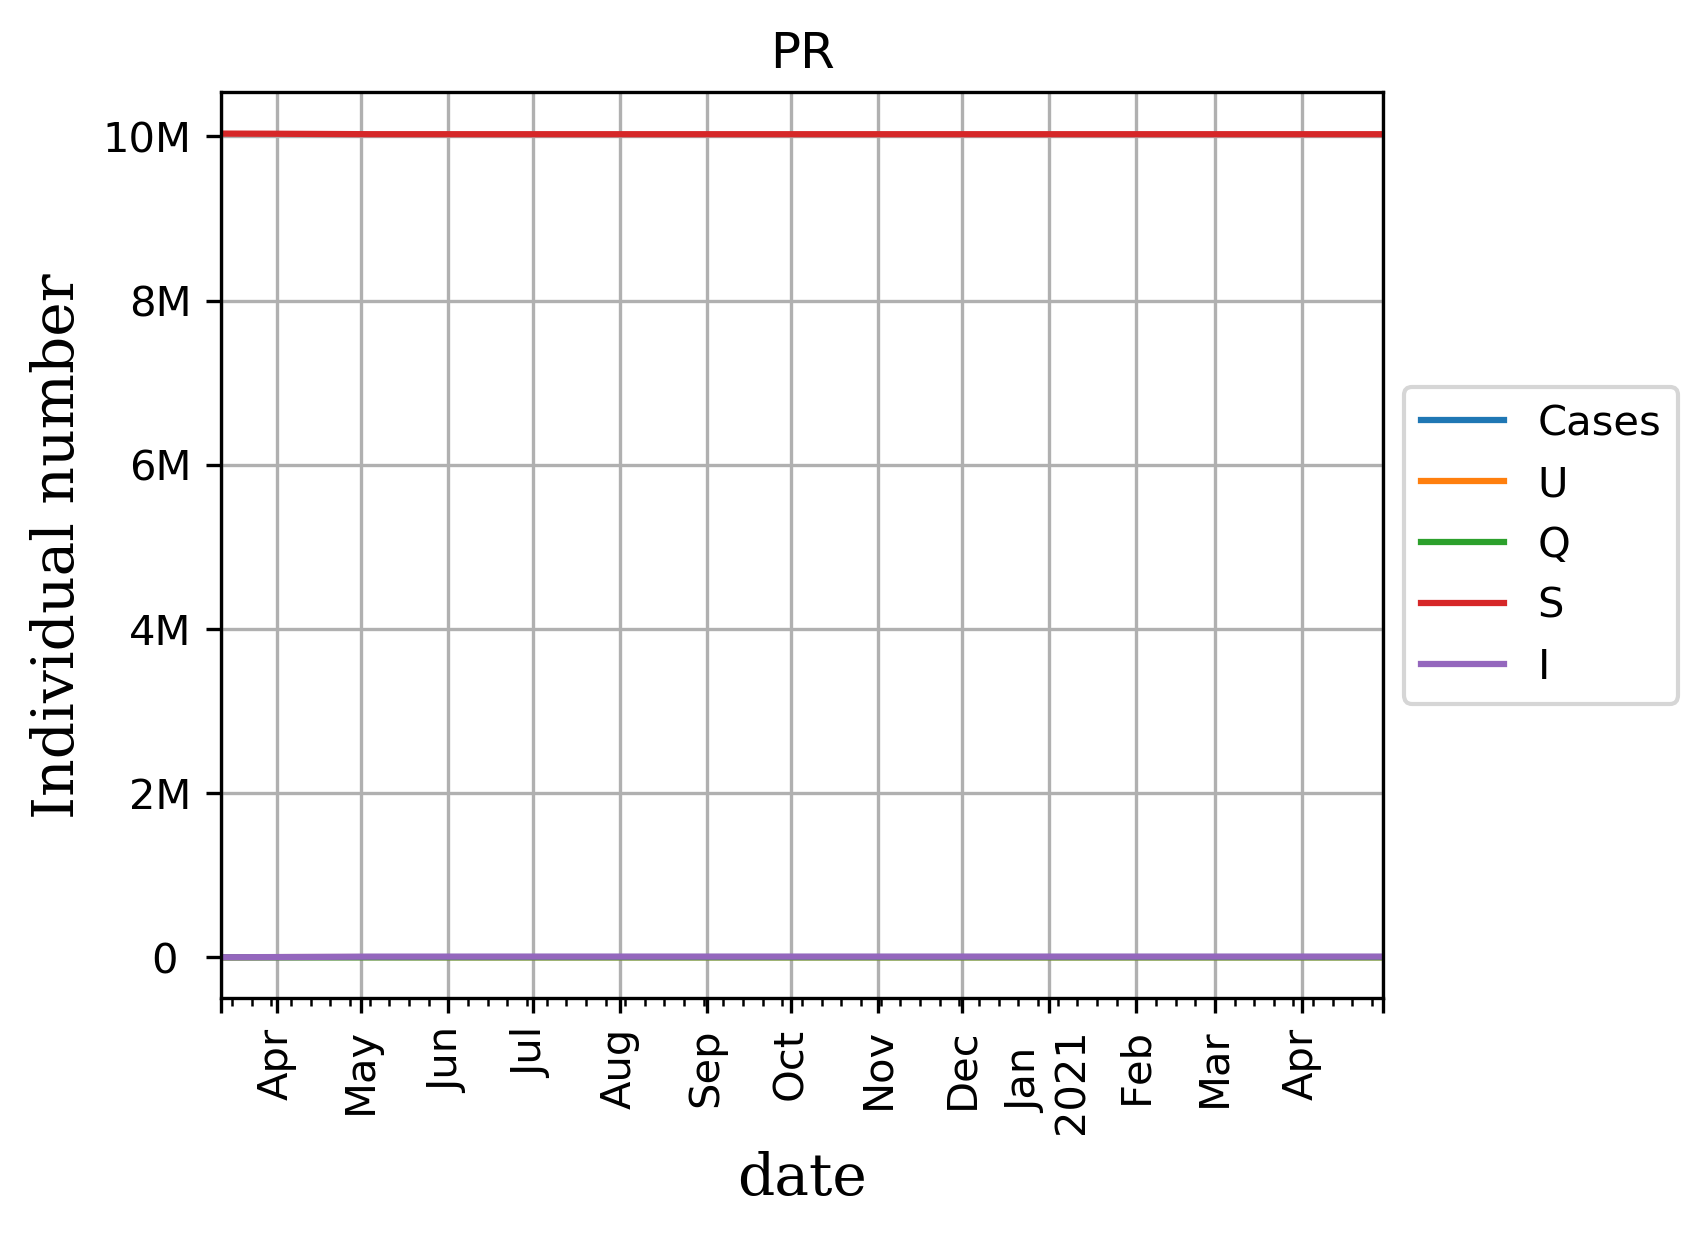 PR
Individual number
10M
8M
6M
4M
2M
0
Apr
May
Jun
Jul
Aug
Sep
Oct
Nov
Dec
Jan
2021
Feb
Mar
Apr
date
Cases
U
Q
S
I